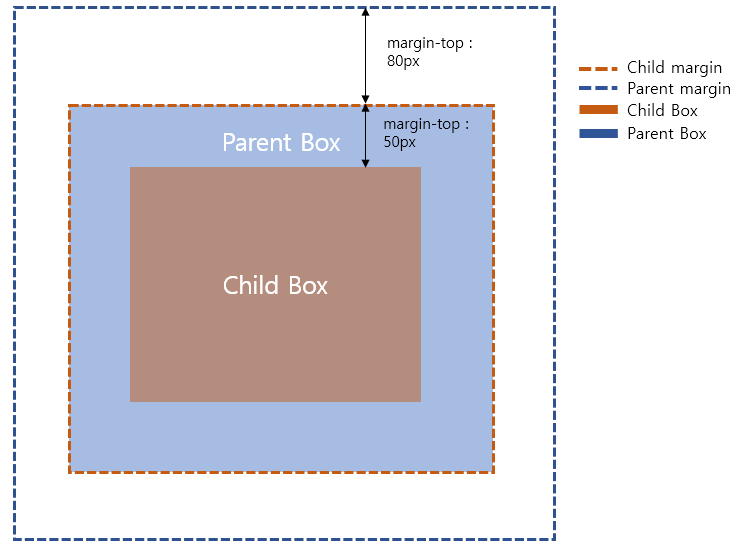 margin-top :
80px
margin-top :
50px
Parent Box
Child Box
Child margin
Parent margin
Child Box
Parent Box